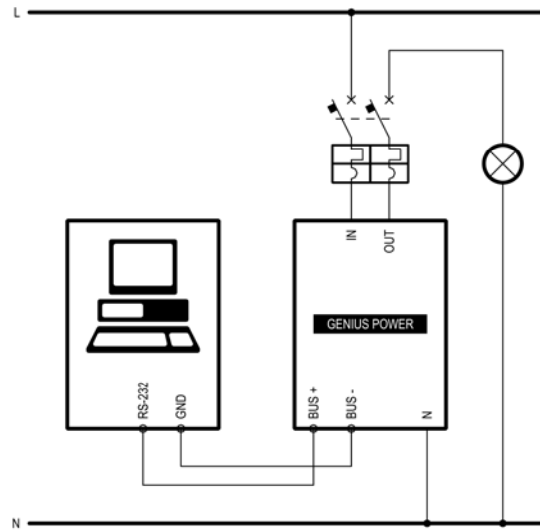 L
IN
OUT
GENIUS POWER
RS-232
GND
BUS +
BUS -
N
N